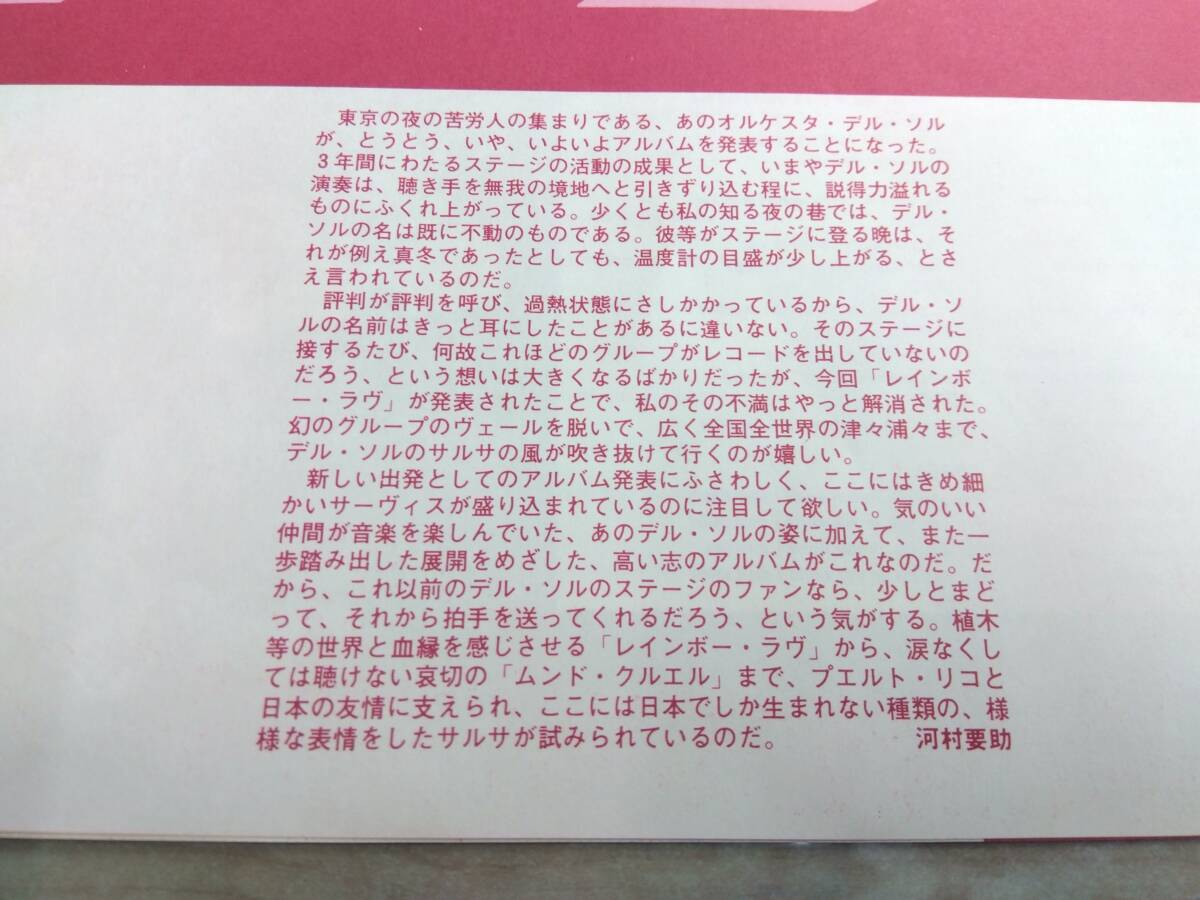 東京の夜の苦労人の集まりである、あのオルケスタ・デル・ソル
が、とうとう、いや、いよいよアルバムを発表することになった。
3年間にわたるステージの活動の成果として、いまやデル・ソルの
演奏は、聴き手を無我の境地へと引きずり込む程に、説得力溢れる
ものにふくれ上がっている。少くとも私の知る夜の巷では、デル・
ソルの名は既に不動のものである。彼等がステージに登る晩は、そ
れが例え真冬であったとしても、温度計の目盛が少し上がる、とさ
え言われているのだ。
評判が評判を呼び、過熱状態にさしかかっているから、デル・ソ
ルの名前はきっと耳にしたことがあるに違いない。そのステージに
接するたび、何故これほどのグループがレコードを出していないの
だろう、という想いは大きくなるばかりだったが、今回「レインボ
ー・ラヴ」が発表されたことで、私のその不満はやっと解消された。
幻のグループのヴェールを脱いで、広く全国全世界の津々浦々まで、
デル・ソルのサルサの風が吹き抜けて行くのが嬉しい。
新しい出発としてのアルバム発表にふさわしく、ここにはきめ細
かいサーヴィスが盛り込まれているのに注目して欲しい。気のいい
仲間が音楽を楽しんでいた、あのデル・ソルの姿に加えて、また一
歩踏み出した展開をめざした、高い志のアルバムがこれなのだ。だ
から、これ以前のデル・ソルのステージのファンなら、少しとまど
って、それから拍手を送ってくれるだろう、という気がする。植木
等の世界と血縁を感じさせる「レインボー・ラヴ」から、涙なくし
ては聴けない哀切の「ムンド・クルエル」まで、プエルト・リコと
日本の友情に支えられ、ここには日本でしか生まれない種類の、様
様な表情をしたサルサが試みられているのだ。 河村要助